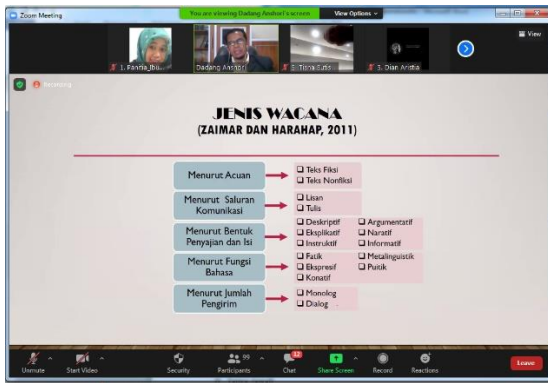 Zoom Meeting
You are viewing Dadang Anshori's screen
View Options
View
1. Pantia_Ibu...
Dadang Anshori
3. Dian Aristia
Recording
JENIS WACANA
(ZAIMAR DAN HARAHAP, 2011)
Menurut Acuan
Teks Fiksi
Teks Nonfiksi
Menurut Saluran
Komunikasi
Lisan
Tulis
Menurut Bentuk
Penyajian dan Isi
Deskriptif
Eksplikatif
Instruktif
Argumentatif
Naratif
Informatif
Menurut Fungsi
Bahasa
Fatik
Ekspresif
Konatif
Metalinguistik
Puitik
Menurut Jumlah
Pengirim
Monolog
Dialog
Unmute
Start Video
Security
99
Participants
12
Chat
Share Screen
Record
Reactions
Leave